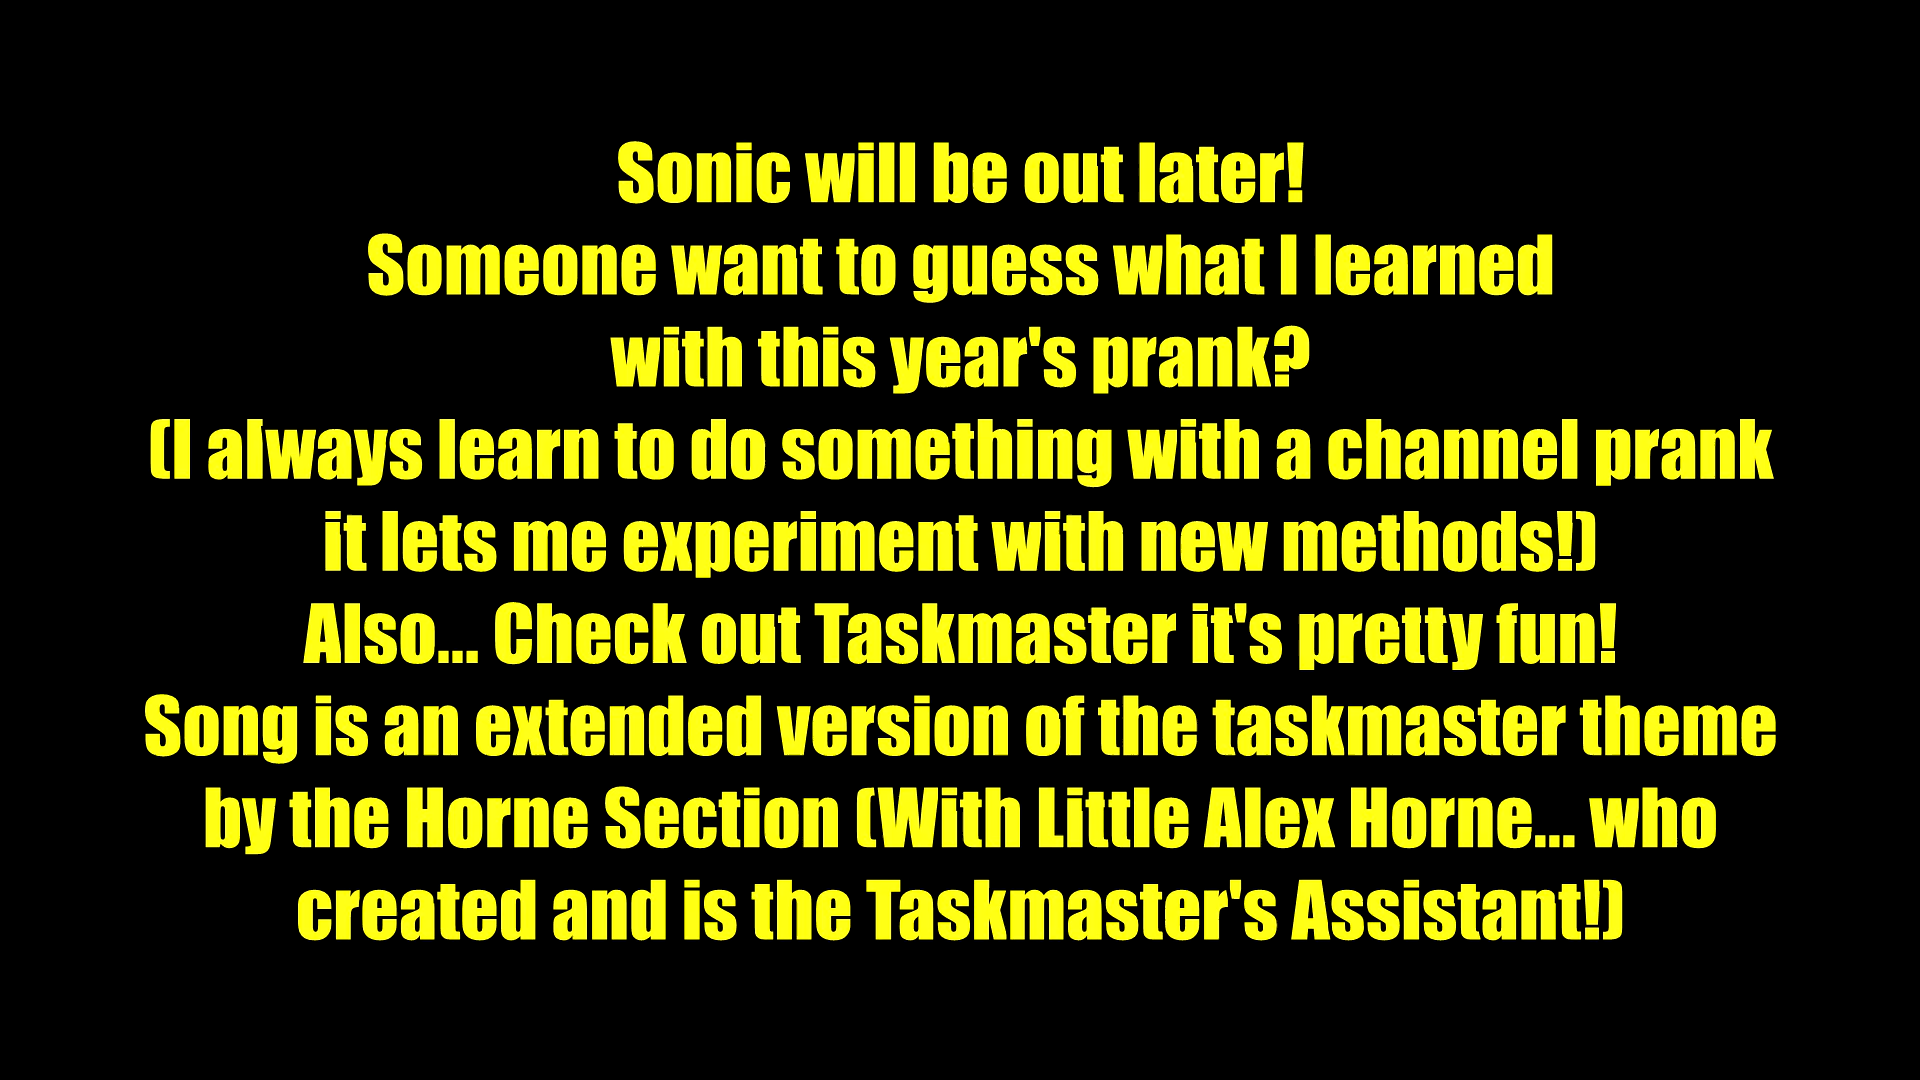 Sonic will be out later!
Someone want to guess what I learned
with this year's prank?
(I always learn to do something with a channel prank
it lets me experiment with new methods!)
Also... Check out Taskmaster it's pretty fun!
Song is an extended version of the taskmaster theme
by the Horne Section (With Little Alex Horne... who
created and is the Taskmaster's Assistant!)